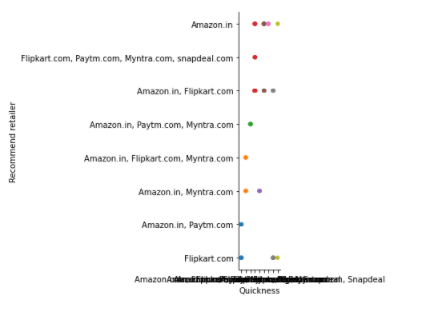 Amazon.in
Flipkart.com, Paytm.com, Myntra.com, snapdeal.com
Amazon.in, Flipkart.com
Recommend retailer
Amazon.in, Paytm.com, Myntra.com
Amazon.in, Flipkart.com, Myntra.com
Amazon.in, Myntra.com
Amazon.in, Paytm.com
Flipkart.com
Snapdeal
Quickness